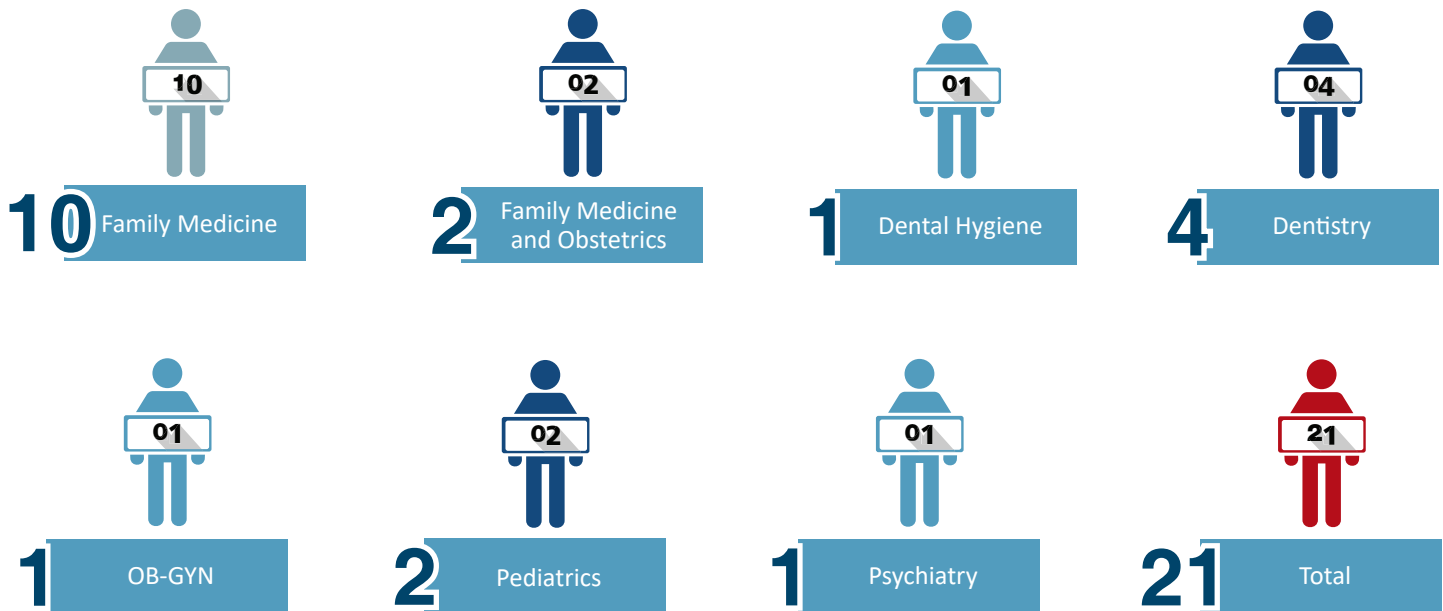 10
02
01
04
10 Family Medicine
2 Family Medicine
and Obstetrics
1 Dental Hygiene
4 Dentistry
01
02
01
21
1 OB-GYN
2 Pediatrics
1 Psychiatry
21 Total